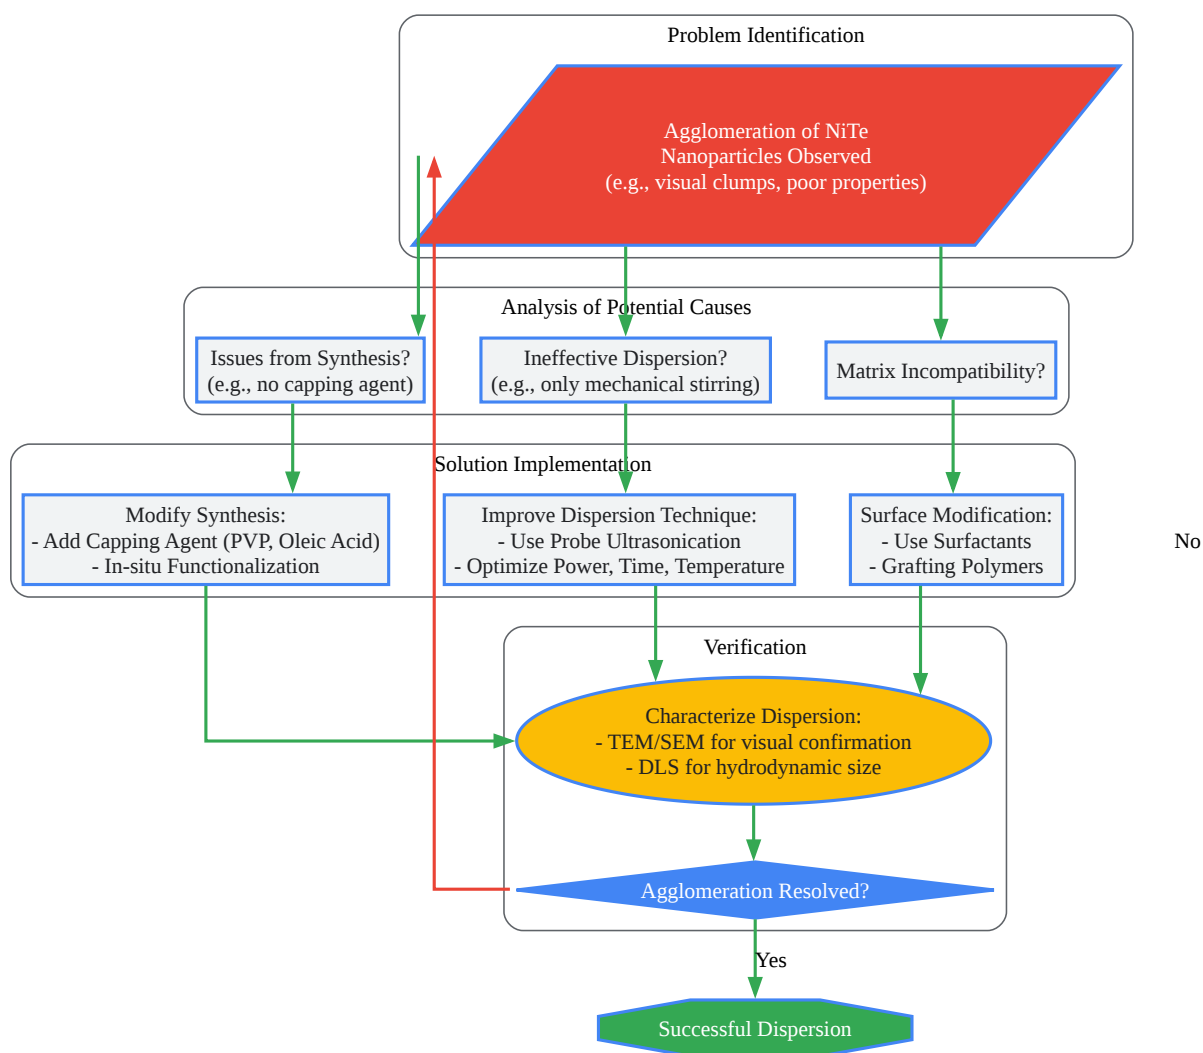 Problem Identification
Agglomeration of NiTe
Nanoparticles Observed
(e.g., visual clumps, poor properties)
Analysis of Potential Causes
Issues from Synthesis?
(e.g., no capping agent)
Ineffective Dispersion?
(e.g., only mechanical stirring)
Matrix Incompatibility?
Solution Implementation
Modify Synthesis:
- Add Capping Agent (PVP, Oleic Acid)
- In-situ Functionalization
Improve Dispersion Technique:
- Use Probe Ultrasonication
- Optimize Power, Time, Temperature
Surface Modification:
- Use Surfactants
- Grafting Polymers
No
Verification
Characterize Dispersion:
- TEM/SEM for visual confirmation
- DLS for hydrodynamic size
Agglomeration Resolved?
Yes
Successful Dispersion